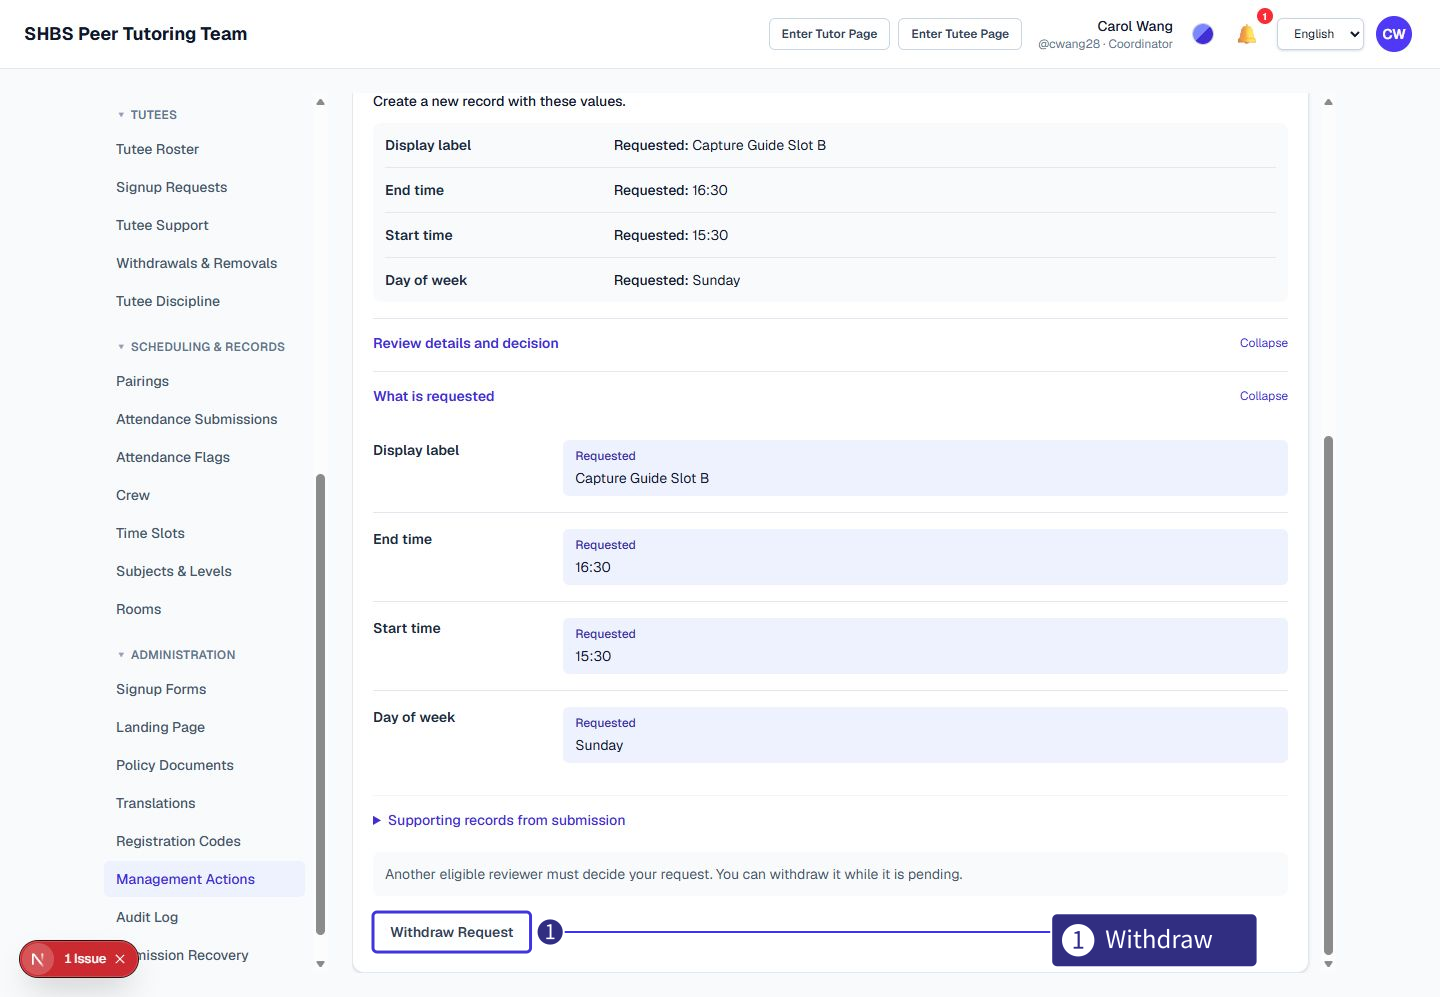 SHBS Peer Tutoring Team
Enter Tutor Page
Enter Tutee Page
Carol Wang
@cwang28 · Coordinator
1
English
CW
TUTEES
Tutee Roster
Signup Requests
Tutee Support
Withdrawals & Removals
Tutee Discipline
SCHEDULING & RECORDS
Pairings
Attendance Submissions
Attendance Flags
Crew
Time Slots
Subjects & Levels
Rooms
ADMINISTRATION
Signup Forms
Landing Page
Policy Documents
Translations
Registration Codes
Management Actions
Audit Log
mission Recovery
N 1 Issue
Create a new record with these values.
Display label Requested: Capture Guide Slot B
End time Requested: 16:30
Start time Requested: 15:30
Day of week Requested: Sunday
Review details and decision Collapse
What is requested Collapse
Display label
Requested
Capture Guide Slot B
End time
Requested
16:30
Start time
Requested
15:30
Day of week
Requested
Sunday
Supporting records from submission
Another eligible reviewer must decide your request. You can withdraw it while it is pending.
Withdraw Request 1
1 Withdraw